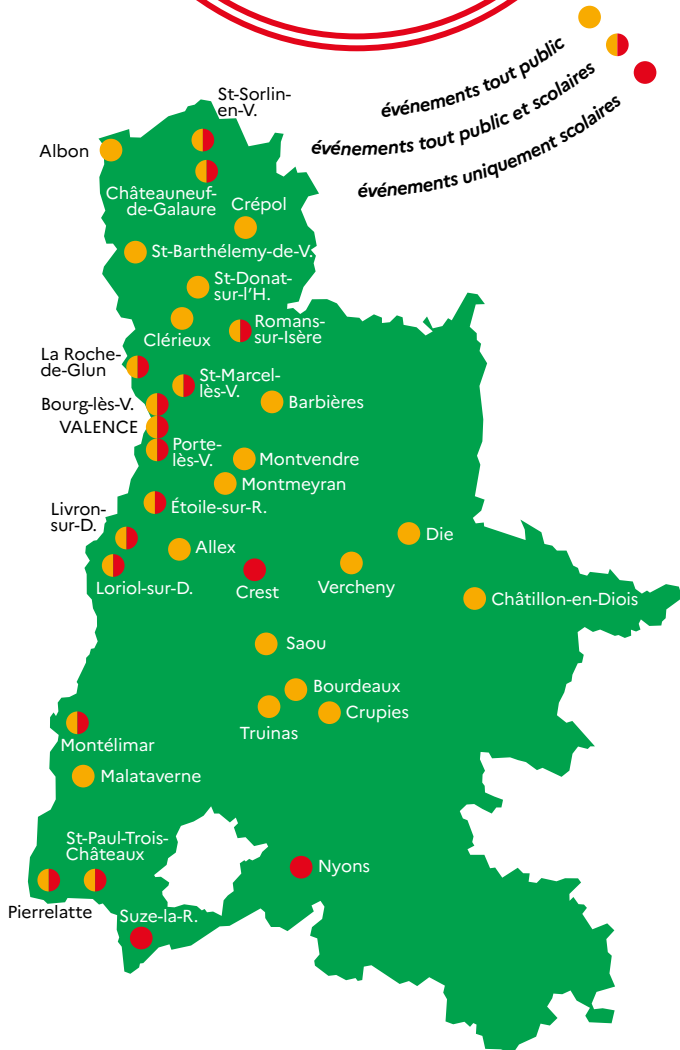 événements tout public
événements tout public et scolaires
événements uniquement scolaires
St-Sorlin-
en-V.
Albon
Châteauneuf-
de-Galaure
Crépol
St-Barthélemy-de-V.
St-Donat-
sur-l'H.
Clérieux
Romans-
sur-Isère
La Roche-
de-Glun
St-Marcel-
lès-V.
Bourg-lès-V.
Barbières
VALENCE
Porte-
lès-V.
Montvendre
Montmeyran
Étoile-sur-R.
Livron-
sur-D.
Allex
Die
Loriol-sur-D.
Crest
Vercheny
Châtillon-en-Diois
Saou
Bourdeaux
Crupies
Truinas
Montélimar
Malataverne
St-Paul-Trois-
Châteaux
Nyons
Pierrelatte
Suze-la-R.